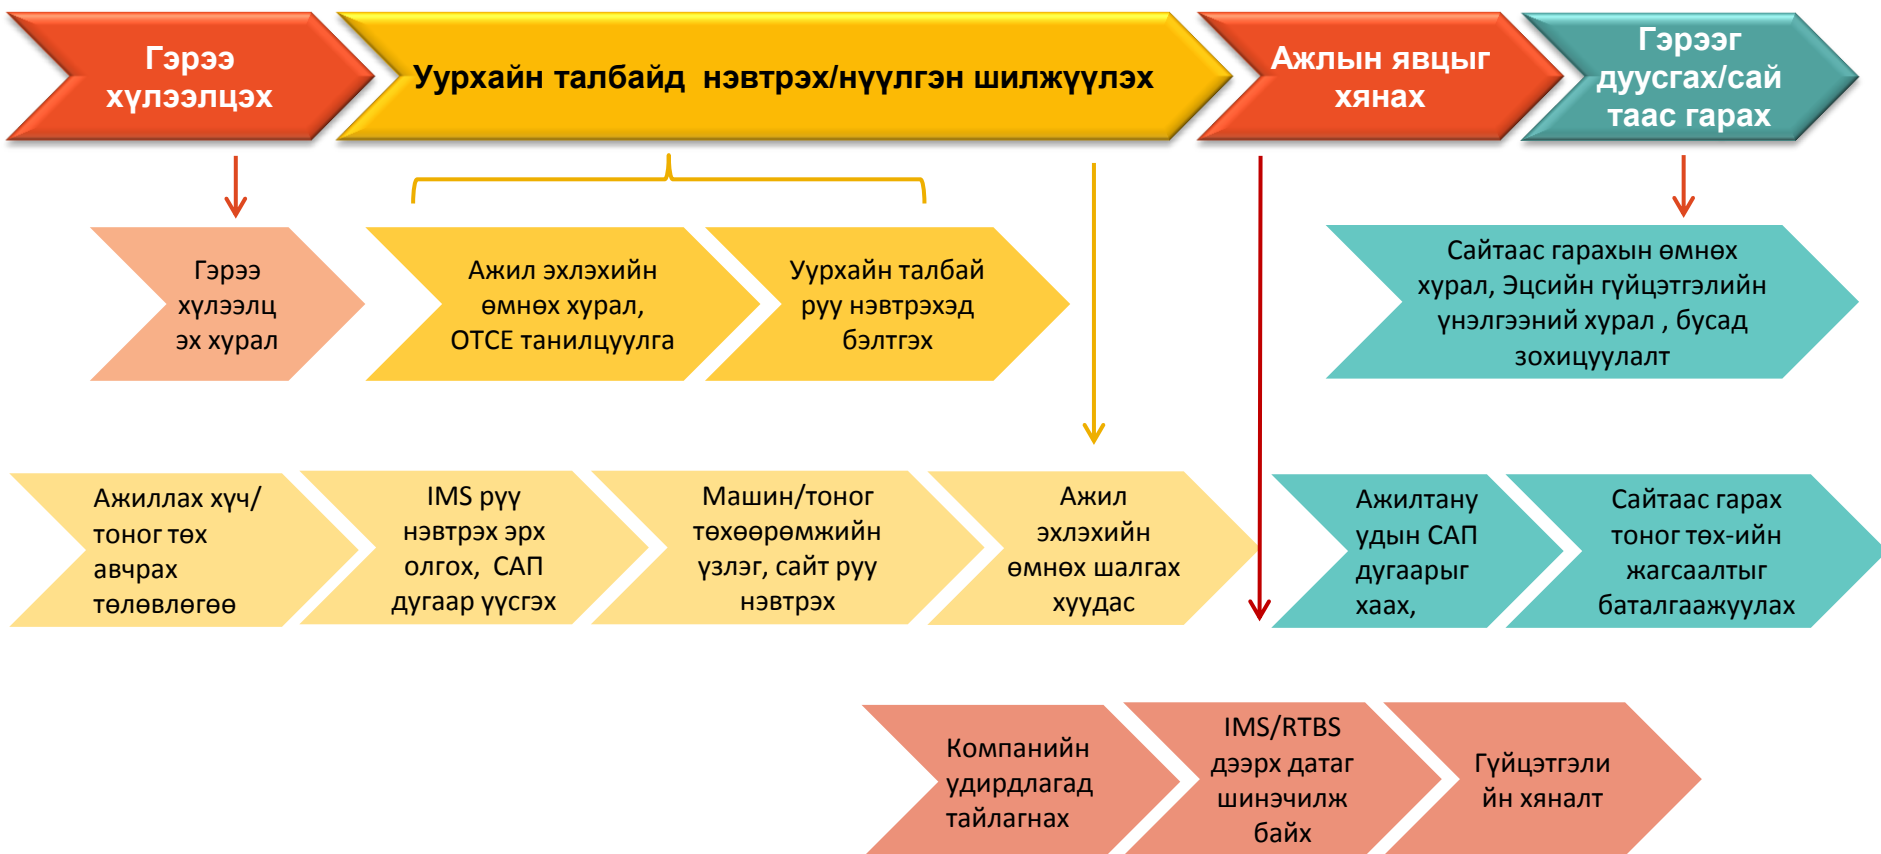 Гэрээ
хүлээлцэх
Уурхайн талбайд нэвтрэх/нүүлгэн шилжүүлэх
Ажлын явцыг
хянах
Гэрээг
дуусгах/сай
таас гарах
Гэрээ
хүлээлц
эх хурал
Ажил эхлэхийн
өмнөх хурал,
ОТСЕ танилцуулга
Уурхайн талбай
руу нэвтрэхэд
бэлтгэх
Сайтаас гарахын өмнөх
хурал, Эцсийн гүйцэтгэлийн
үнэлгээний хурал , бусад
зохицуулалт
Ажиллах хүч/
тоног төх
авчрах
төлөвлөгөө
IMS рүү
нэвтрэх эрх
олгох, САП
дугаар үүсгэх
Машин/тоног
төхөөрөмжийн
үзлэг, сайт руу
нэвтрэх
Ажил
эхлэхийн
өмнөх шалгах
хуудас
Ажилтану
удын САП
дугаарыг
хаах,
Сайтаас гарах
тоног төх-ийн
жагсаалтыг
баталгаажуулах
Компанийн
удирдлагад
тайлагнах
IMS/RTBS
дээрх датаг
шинэчилж
байх
Гүйцэтгэли
йн хяналт